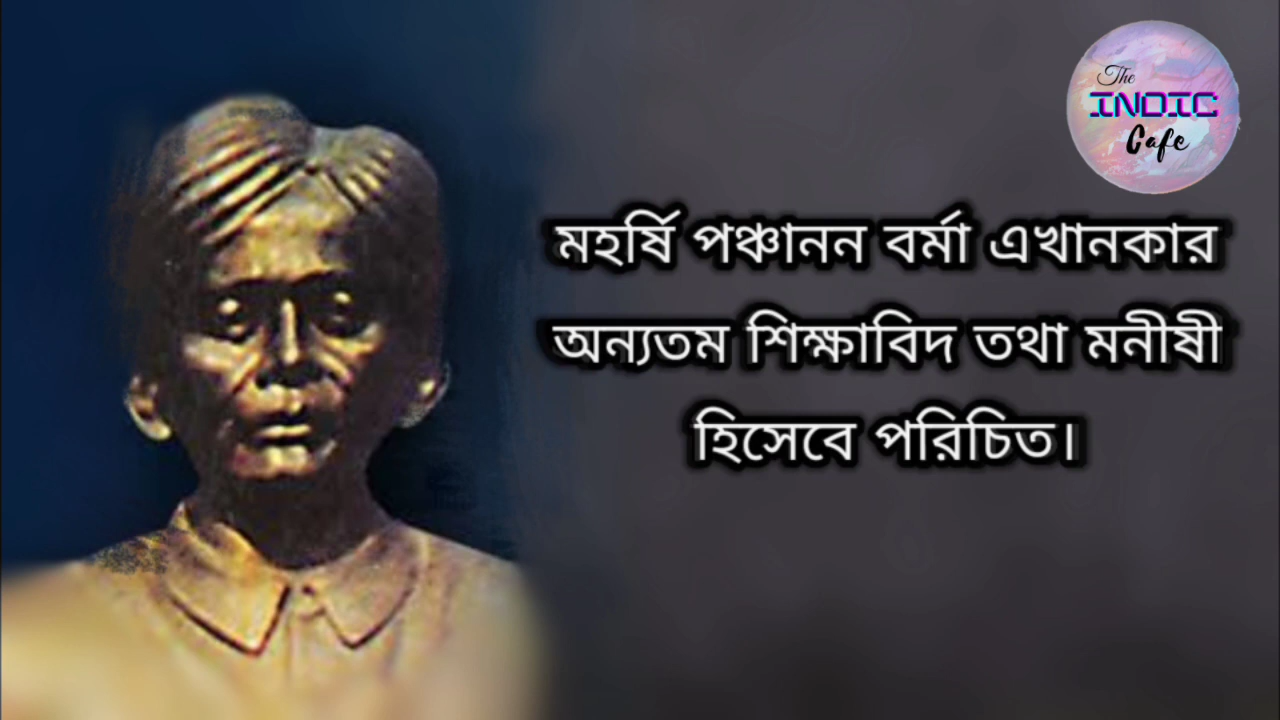 The
INDIC
Cafe
মহর্ষি পঞ্চানন বর্মা এখানকার
অন্যতম শিক্ষাবিদ তথা মনীষী
হিসেবে পরিচিত।